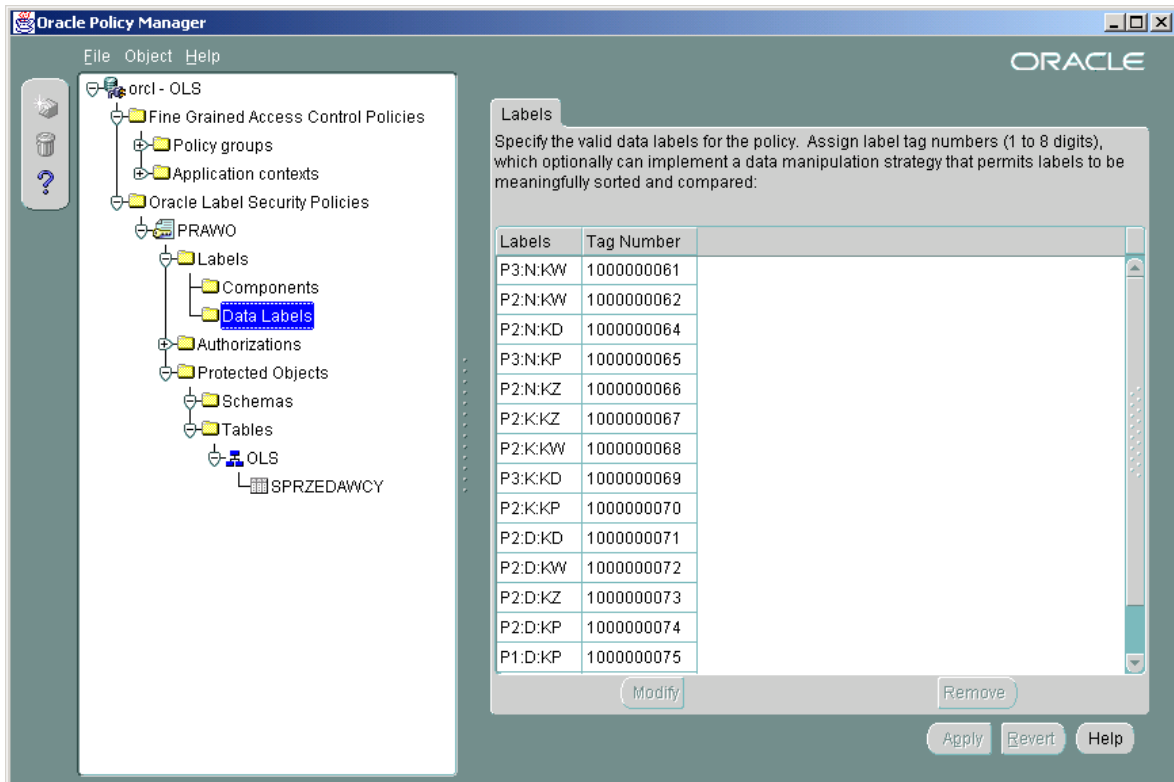 Oracle Policy Manager
File Object Help
ORACLE
orcl - OLS
Fine Grained Access Control Policies
Policy groups
Application contexts
Oracle Label Security Policies
PRAWO
Labels
Components
Data Labels
Authorizations
Protected Objects
Schemas
Tables
OLS
SPRZEDAWCY
Labels
Specify the valid data labels for the policy. Assign label tag numbers (1 to 8 digits),
which optionally can implement a data manipulation strategy that permits labels to be
meaningfully sorted and compared:
Labels Tag Number
P3:N:KW 1000000061
P2:N:KW 1000000062
P2:N:KD 1000000064
P3:N:KP 1000000065
P2:N:KZ 1000000066
P2:K:KZ 1000000067
P2:K:KW 1000000068
P3:K:KD 1000000069
P2:K:KP 1000000070
P2:D:KD 1000000071
P2:D:KW 1000000072
P2:D:KZ 1000000073
P2:D:KP 1000000074
P1:D:KP 1000000075
Modify Remove
Apply Revert Help